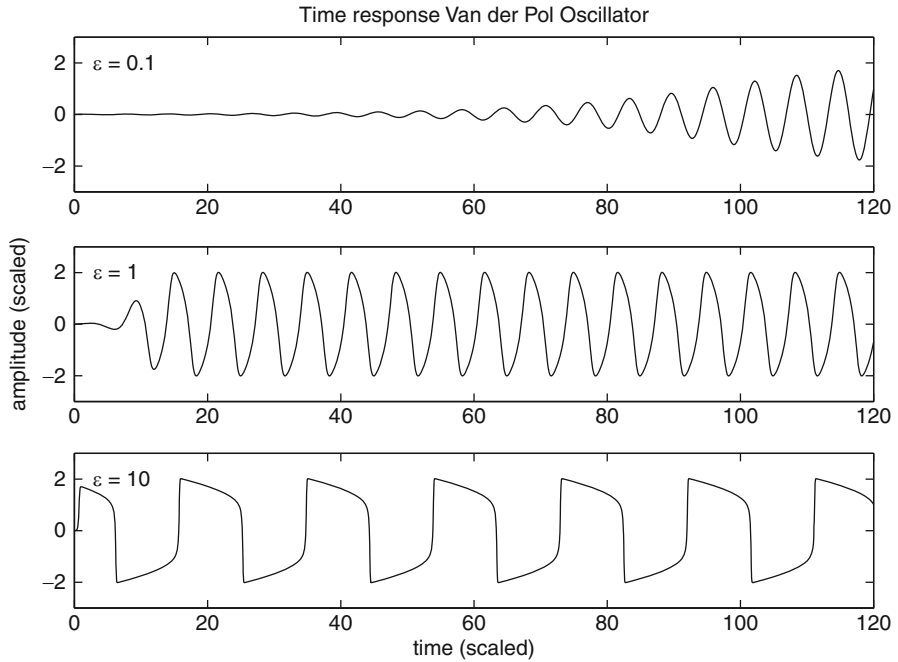 Time response Van der Pol Oscillator
ε = 0.1
2
0
−2
0 20 40 60 80 100 120
amplitude (scaled)
ε = 1
2
0
−2
0 20 40 60 80 100 120
ε = 10
2
0
−2
0 20 40 60 80 100 120
time (scaled)